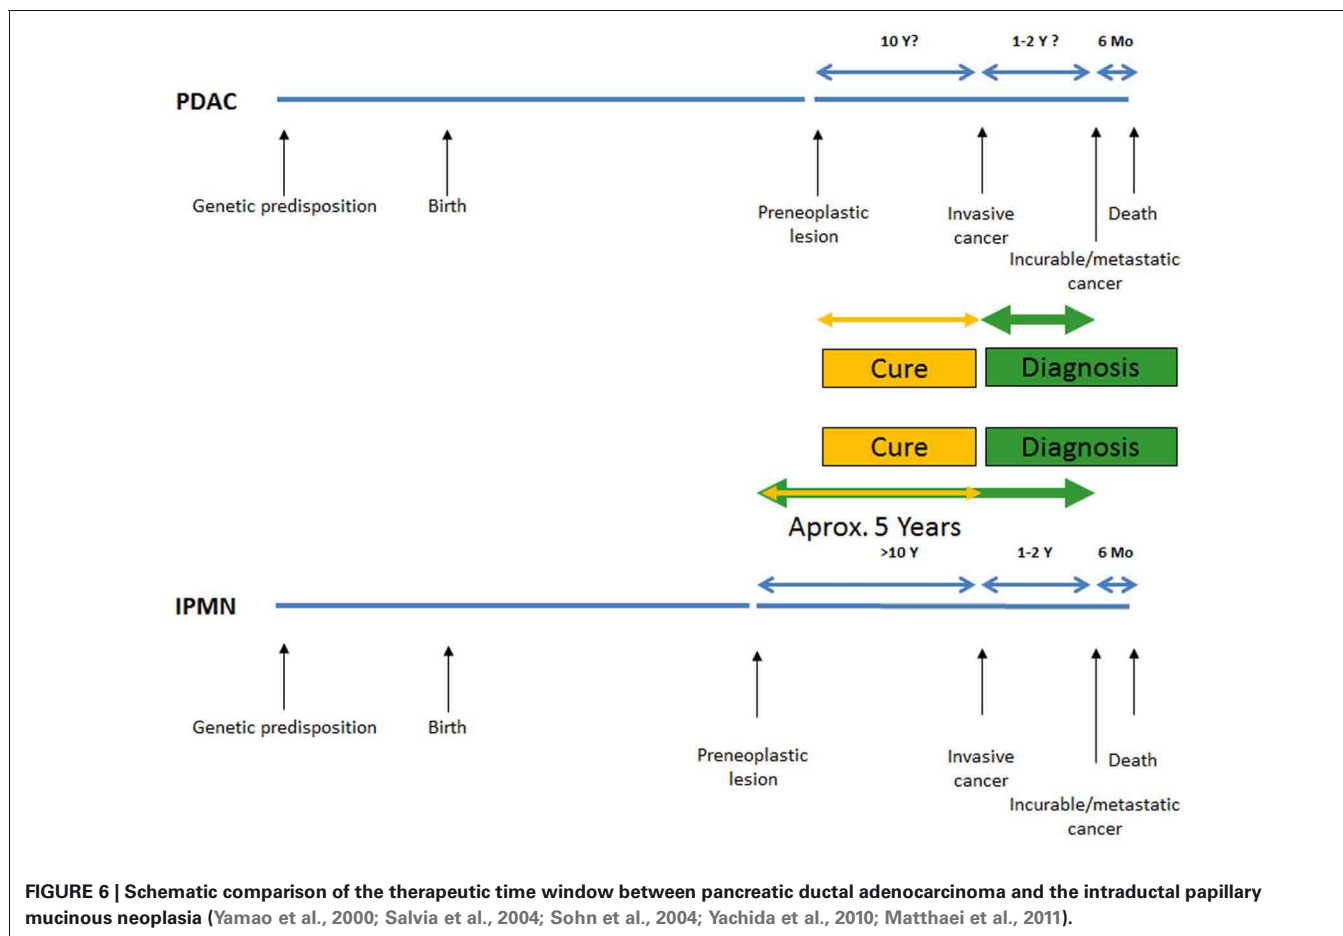 10 Y?
1-2 Y ?
6 Mo
PDAC
Genetic predisposition
Birth
Preneoplastic
lesion
Invasive
cancer
Death
Incurable/metastatic
cancer
Cure
Diagnosis
Cure
Diagnosis
Aprox. 5 Years
>10 Y
1-2 Y
6 Mo
IPMN
Genetic predisposition
Birth
Preneoplastic
lesion
Invasive
cancer
Death
Incurable/metastatic
cancer
FIGURE 6 | Schematic comparison of the therapeutic time window between pancreatic ductal adenocarcinoma and the intraductal papillary
mucinous neoplasia (Yamao et al., 2000; Salvia et al., 2004; Sohn et al., 2004; Yachida et al., 2010; Matthaei et al., 2011).